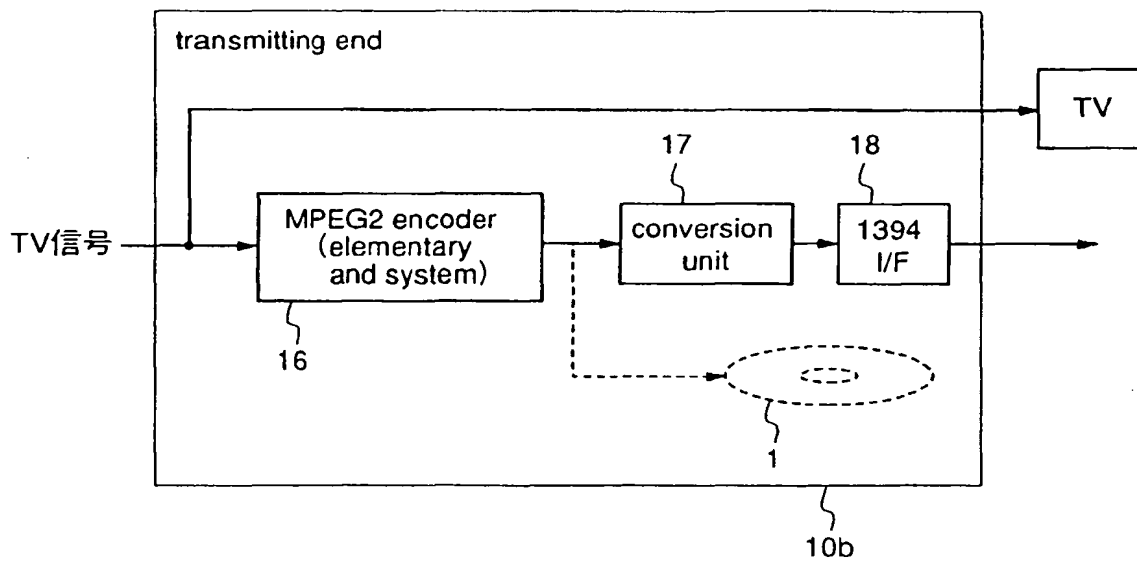 transmitting end
TV
17
18
TV信号
MPEG2 encoder
(elementary
and system)
conversion
unit
1394
I/F
16
1
10b